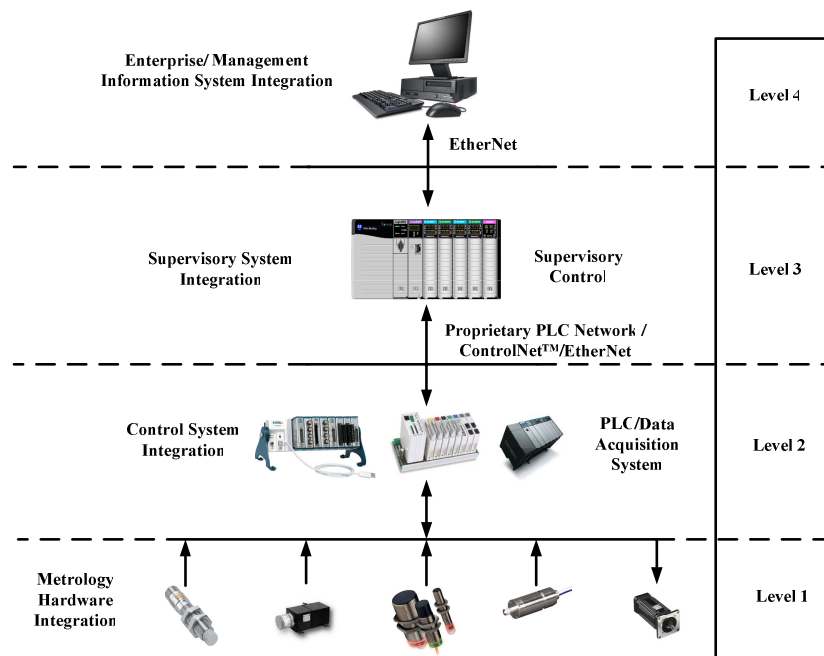 Enterprise/ Management
Information System Integration
Level 4
EtherNet
Supervisory System
Integration
Supervisory
Control
Level 3
Proprietary PLC Network /
ControlNet™/EtherNet
Control System
Integration
PLC/Data
Acquisition
System
Level 2
Metrology
Hardware
Integration
Level 1